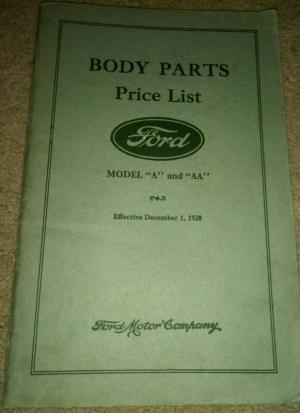 BODY PARTS
Price List
Ford
MODEL "A" and "AA"
Effective December 1, 1928
Ford Motor Company